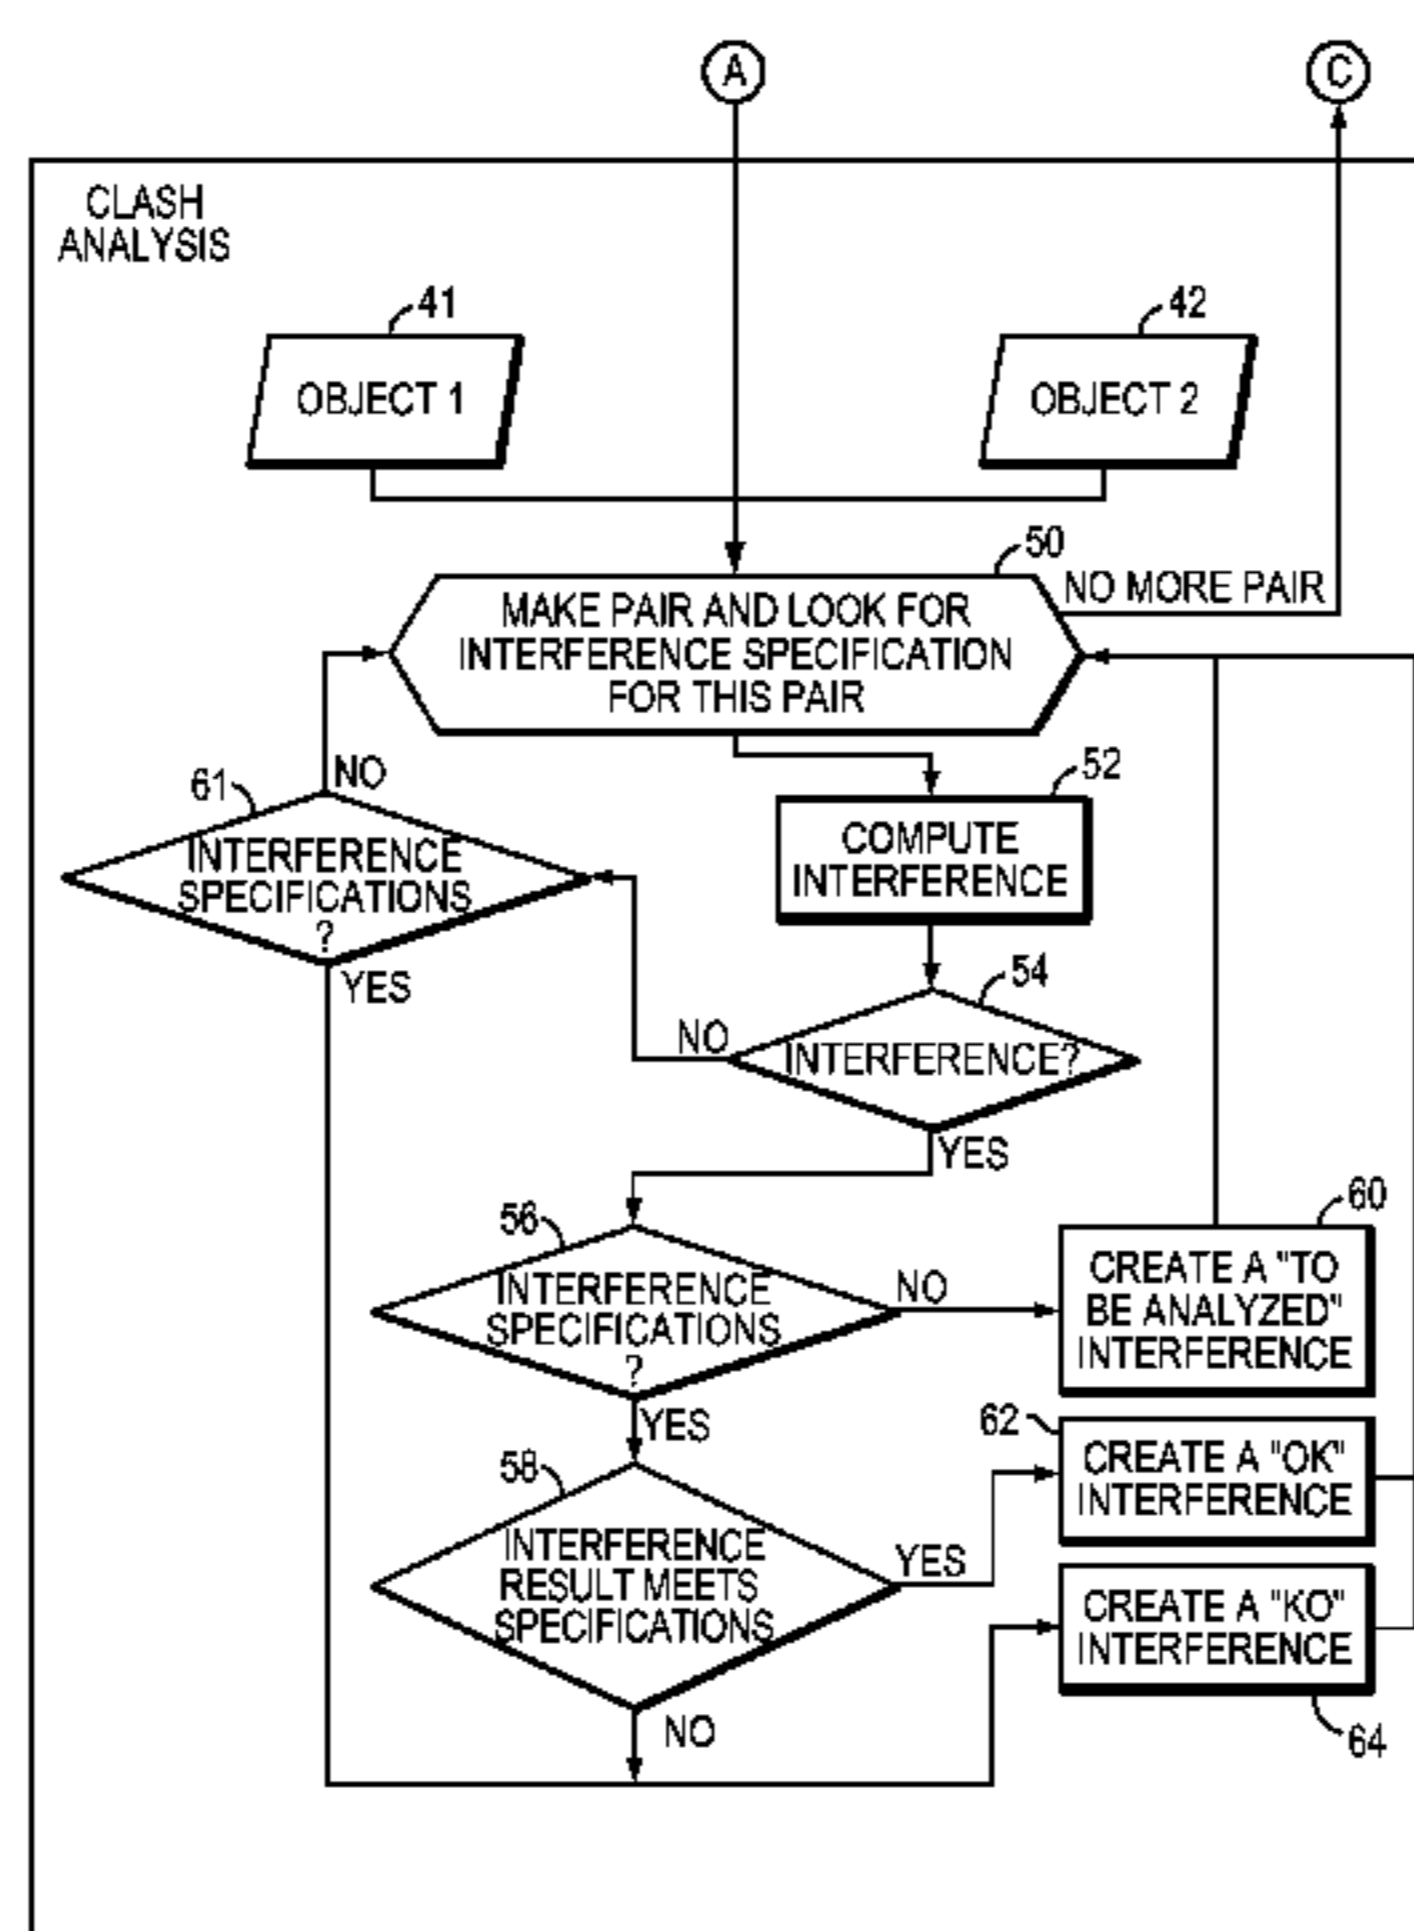 A
C
CLASH
ANALYSIS
41
42
OBJECT 1
OBJECT 2
50
NO MORE PAIR
MAKE PAIR AND LOOK FOR
INTERFERENCE SPECIFICATION
FOR THIS PAIR
NO
61
52
INTERFERENCE
SPECIFICATIONS
?
YES
COMPUTE
INTERFERENCE
54
NO
INTERFERENCE?
YES
56
60
INTERFERENCE
SPECIFICATIONS
?
NO
CREATE A "TO
BE ANALYZED"
INTERFERENCE
YES
62
CREATE A "OK"
INTERFERENCE
58
INTERFERENCE
RESULT MEETS
SPECIFICATIONS
YES
CREATE A "KO"
INTERFERENCE
NO
64